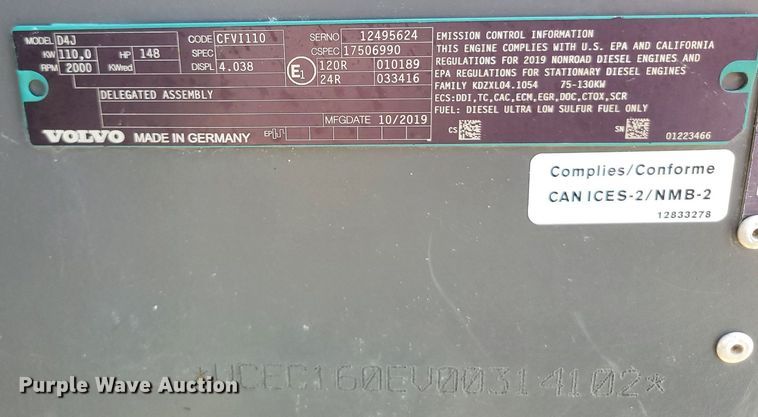 MODEL D4J
KW 110,0 HP 148
RPM 2000 KWred
CODE CFVI110
SPEC
DISPL 4.038
SERNO 12495624
CSPEC 17506990
E1 120R 010189
24R 033416
DELEGATED ASSEMBLY
MFGDATE 10/2019
VOLVO MADE IN GERMANY
EMISSION CONTROL INFORMATION
THIS ENGINE COMPLIES WITH U.S. EPA AND CALIFORNIA
REGULATIONS FOR 2019 NONROAD DIESEL ENGINES AND
EPA REGULATIONS FOR STATIONARY DIESEL ENGINES
FAMILY KDZXL04.1054 75-130KW
ECS:DDI,TC,CAC,ECM,EGR,DOC,CTOX,SCR
FUEL: DIESEL ULTRA LOW SULFUR FUEL ONLY
CS SN
01223466
Complies/Conforme
CAN ICES-2/NMB-2
12833278
*VCEC160EV00314102*
Purple Wave Auction